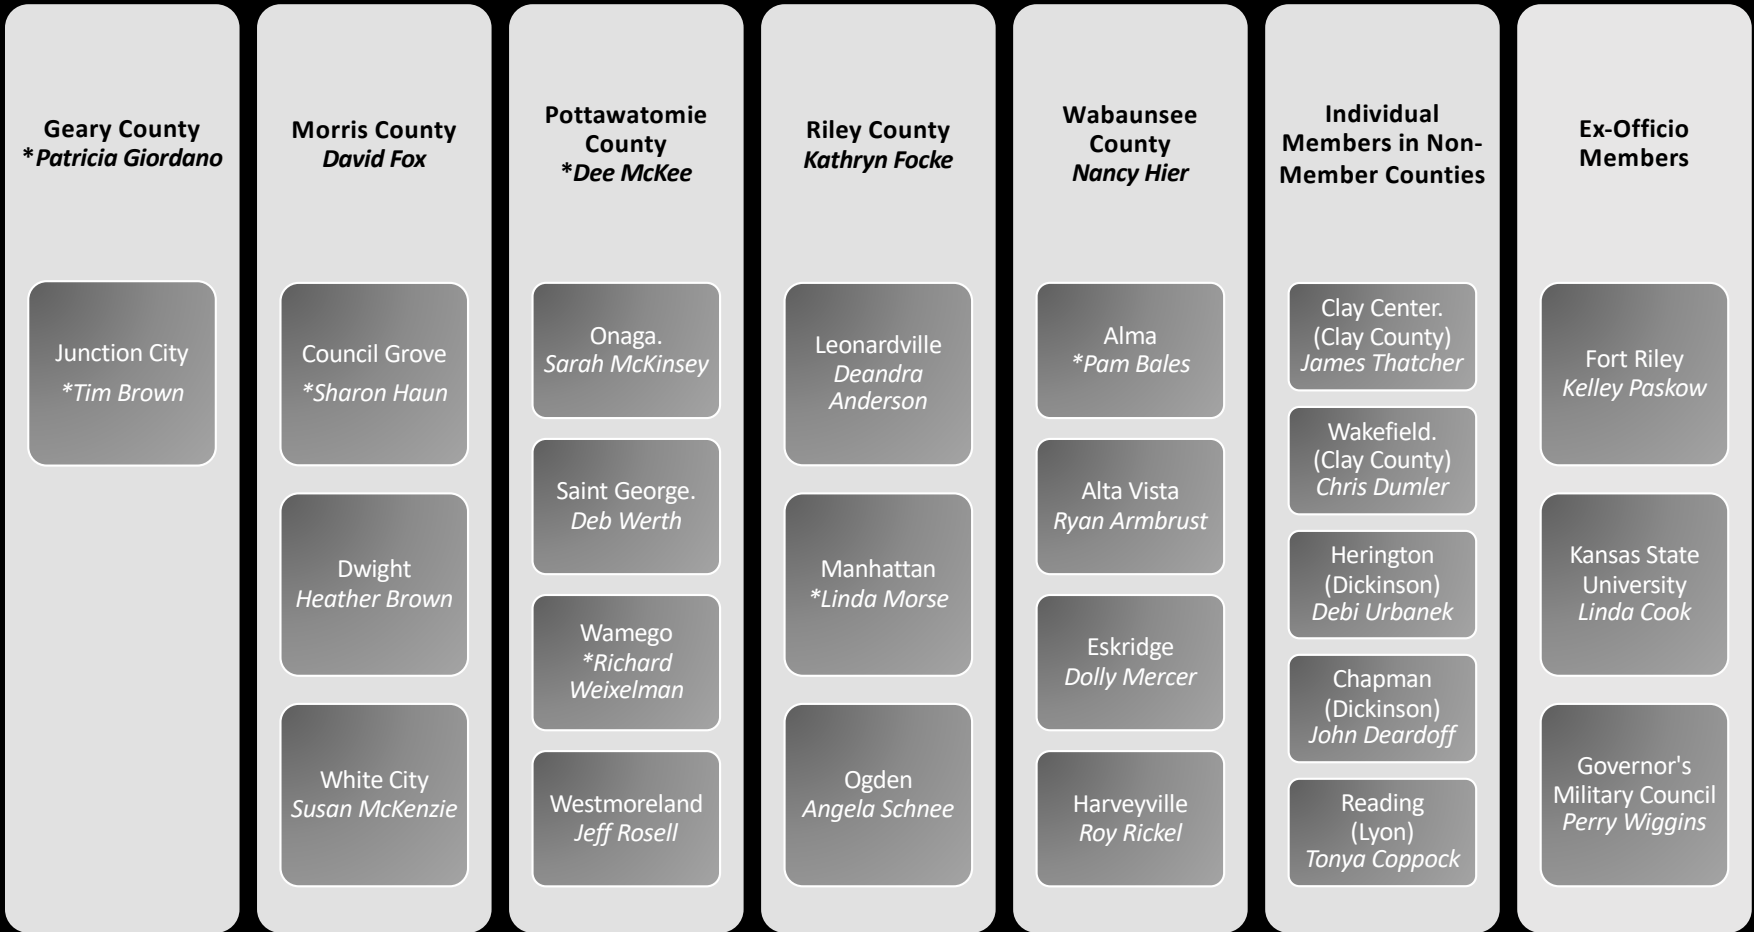 Geary County
*Patricia Giordano
Junction City
*Tim Brown
Morris County
David Fox
Council Grove
*Sharon Haun
Dwight
Heather Brown
White City
Susan McKenzie
Pottawatomie
County
*Dee McKee
Onaga.
Sarah McKinsey
Saint George.
Deb Werth
Wamego
*Richard
Weixelman
Westmoreland
Jeff Rosell
Riley County
Kathryn Focke
Leonardville
Deandra
Anderson
Manhattan
*Linda Morse
Ogden
Angela Schnee
Wabaunsee
County
Nancy Hier
Alma
*Pam Bales
Alta Vista
Ryan Armbrust
Eskridge
Dolly Mercer
Harveyville
Roy Rickel
Individual
Members in Non-
Member Counties
Clay Center.
(Clay County)
James Thatcher
Wakefield.
(Clay County)
Chris Dumler
Herington
(Dickinson)
Debi Urbanek
Chapman
(Dickinson)
John Deardoff
Reading
(Lyon)
Tonya Coppock
Ex-Officio
Members
Fort Riley
Kelley Paskow
Kansas State
University
Linda Cook
Governor's
Military Council
Perry Wiggins